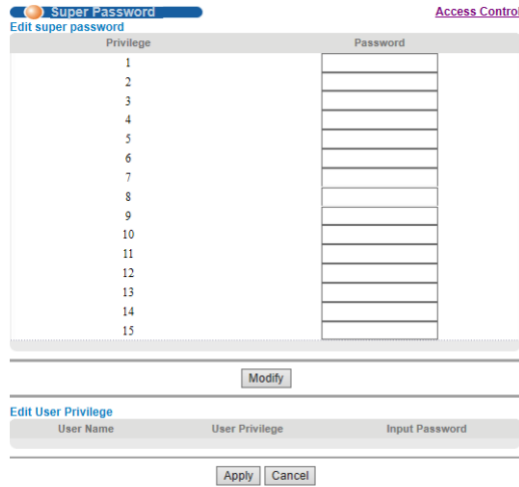 Super Password Access Control
Edit super password
Privilege Password
1
2
3
4
5
6
7
8
9
10
11
12
13
14
15
Modify
Edit User Privilege
User Name User Privilege Input Password
Apply Cancel